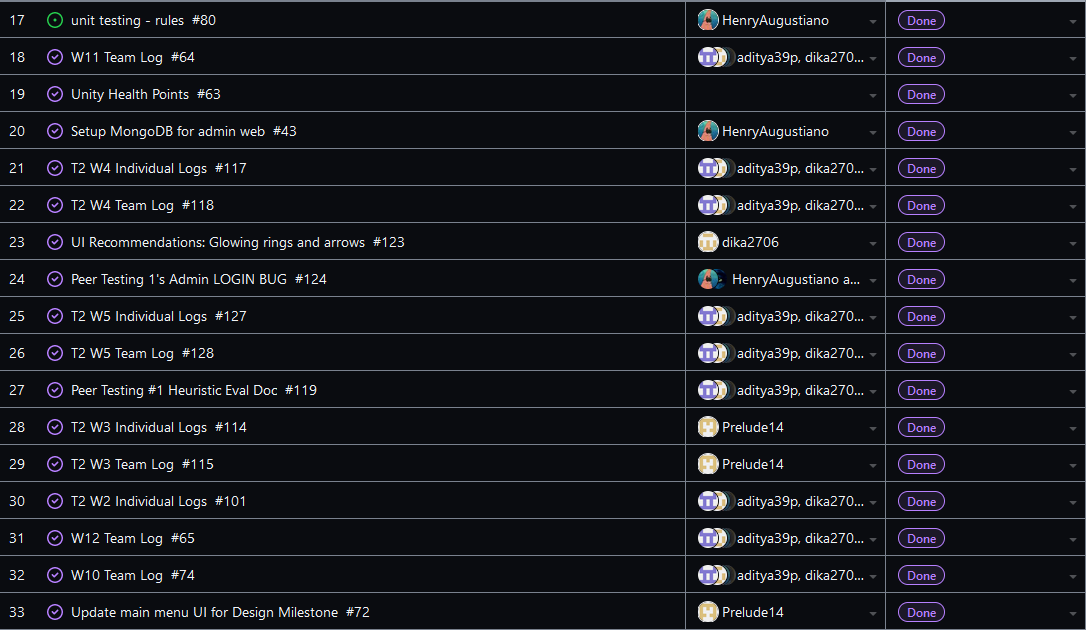 17 unit testing - rules #80 HenryAugustiano Done
18 W11 Team Log #64 aditya39p, dika270... Done
19 Unity Health Points #63 Done
20 Setup MongoDB for admin web #43 HenryAugustiano Done
21 T2 W4 Individual Logs #117 aditya39p, dika270... Done
22 T2 W4 Team Log #118 aditya39p, dika270... Done
23 UI Recommendations: Glowing rings and arrows #123 dika2706 Done
24 Peer Testing 1's Admin LOGIN BUG #124 HenryAugustiano a... Done
25 T2 W5 Individual Logs #127 aditya39p, dika270... Done
26 T2 W5 Team Log #128 aditya39p, dika270... Done
27 Peer Testing #1 Heuristic Eval Doc #119 aditya39p, dika270... Done
28 T2 W3 Individual Logs #114 Prelude14 Done
29 T2 W3 Team Log #115 Prelude14 Done
30 T2 W2 Individual Logs #101 aditya39p, dika270... Done
31 W12 Team Log #65 aditya39p, dika270... Done
32 W10 Team Log #74 aditya39p, dika270... Done
33 Update main menu UI for Design Milestone #72 Prelude14 Done